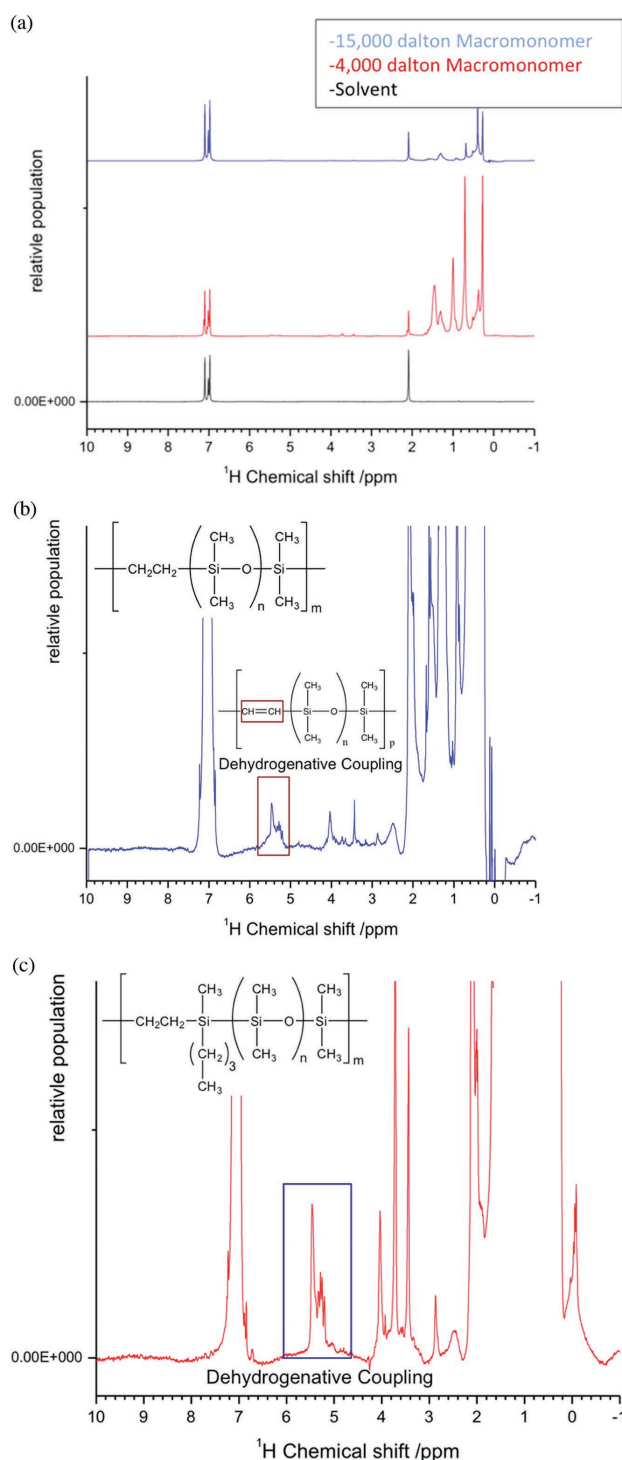 (a)
-15,000 dalton Macromonomer
-4,000 dalton Macromonomer
-Solvent
relativle population
0.00E+000
10 9 8 7 6 5 4 3 2 1 0 -1
¹H Chemical shift /ppm
(b)
relativle population
CH₃ CH₃
CH₂CH₂ Si O Si
CH₃ n CH₃ m
CH₃ CH₃
CH=CH Si O Si
CH₃ n CH₃ p
Dehydrogenative Coupling
0.00E+000
10 9 8 7 6 5 4 3 2 1 0 -1
¹H Chemical shift /ppm
(c)
relativle population
CH₃ CH₃ CH₃
CH₂CH₂ Si Si O Si
(CH₂)₃ CH₃ n CH₃ m
CH₃
0.00E+000
Dehydrogenative Coupling
10 9 8 7 6 5 4 3 2 1 0 -1
¹H Chemical shift /ppm